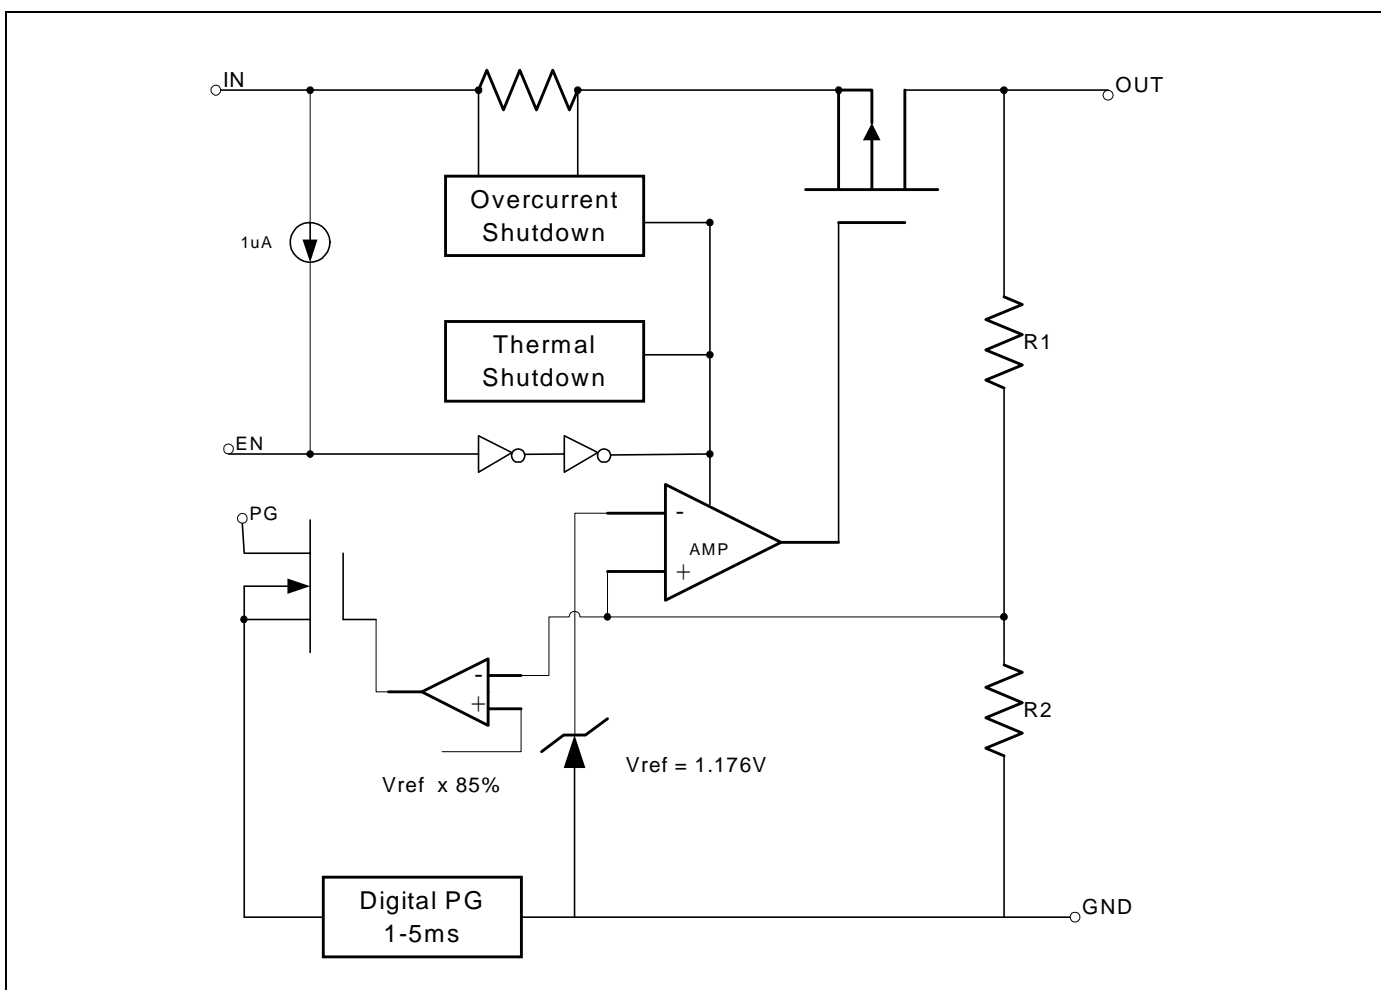 IN
OUT
Overcurrent
Shutdown
1uA
Thermal
Shutdown
R1
EN
PG
-
AMP
+
-
+
R2
Vref = 1.176V
Vref x 85%
Digital PG
1-5ms
GND